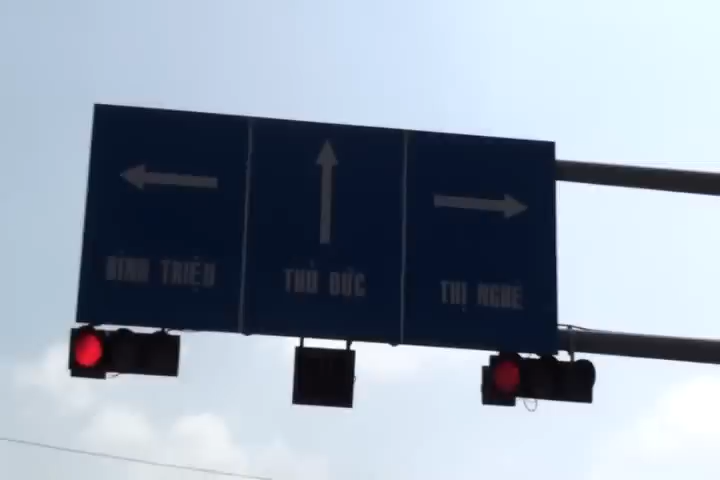 BÌNH TRIỆU
THỦ ĐỨC
THỊ NGHÈ